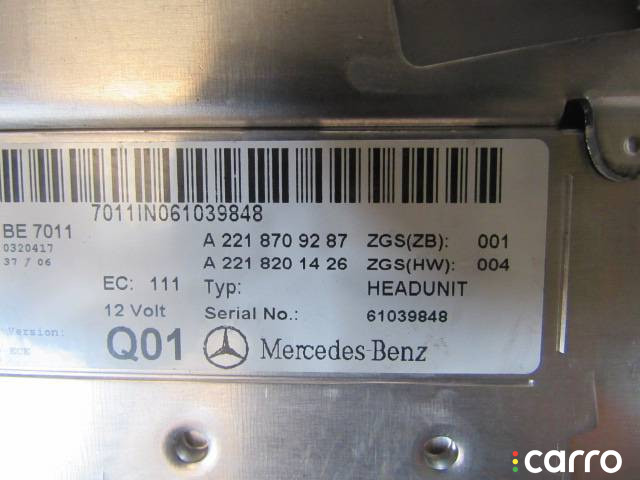 7011IN061039848
BE 7011
0320417
37 / 06
A 221 870 92 87 ZGS(ZB): 001
A 221 820 14 26 ZGS(HW): 004
EC: 111 Typ: HEADUNIT
12 Volt Serial No.: 61039848
Version:
ECE
Q01 Mercedes-Benz
carro